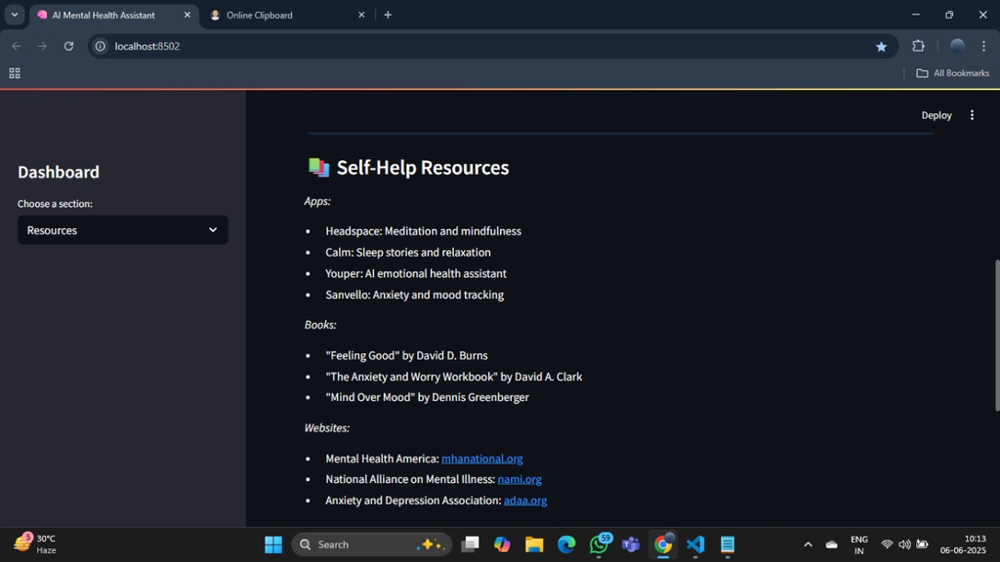 AI Mental Health Assistant
Online Clipboard
localhost:8502
All Bookmarks
Deploy
Dashboard
Choose a section:
Resources
Self-Help Resources
Apps:
• Headspace: Meditation and mindfulness
• Calm: Sleep stories and relaxation
• Youper: AI emotional health assistant
• Sanvello: Anxiety and mood tracking
Books:
• "Feeling Good" by David D. Burns
• "The Anxiety and Worry Workbook" by David A. Clark
• "Mind Over Mood" by Dennis Greenberger
Websites:
• Mental Health America: mhanational.org
• National Alliance on Mental Illness: nami.org
• Anxiety and Depression Association: adaa.org
5
30°C
Haze
Search
59
ENG
IN
10:13
06-06-2025